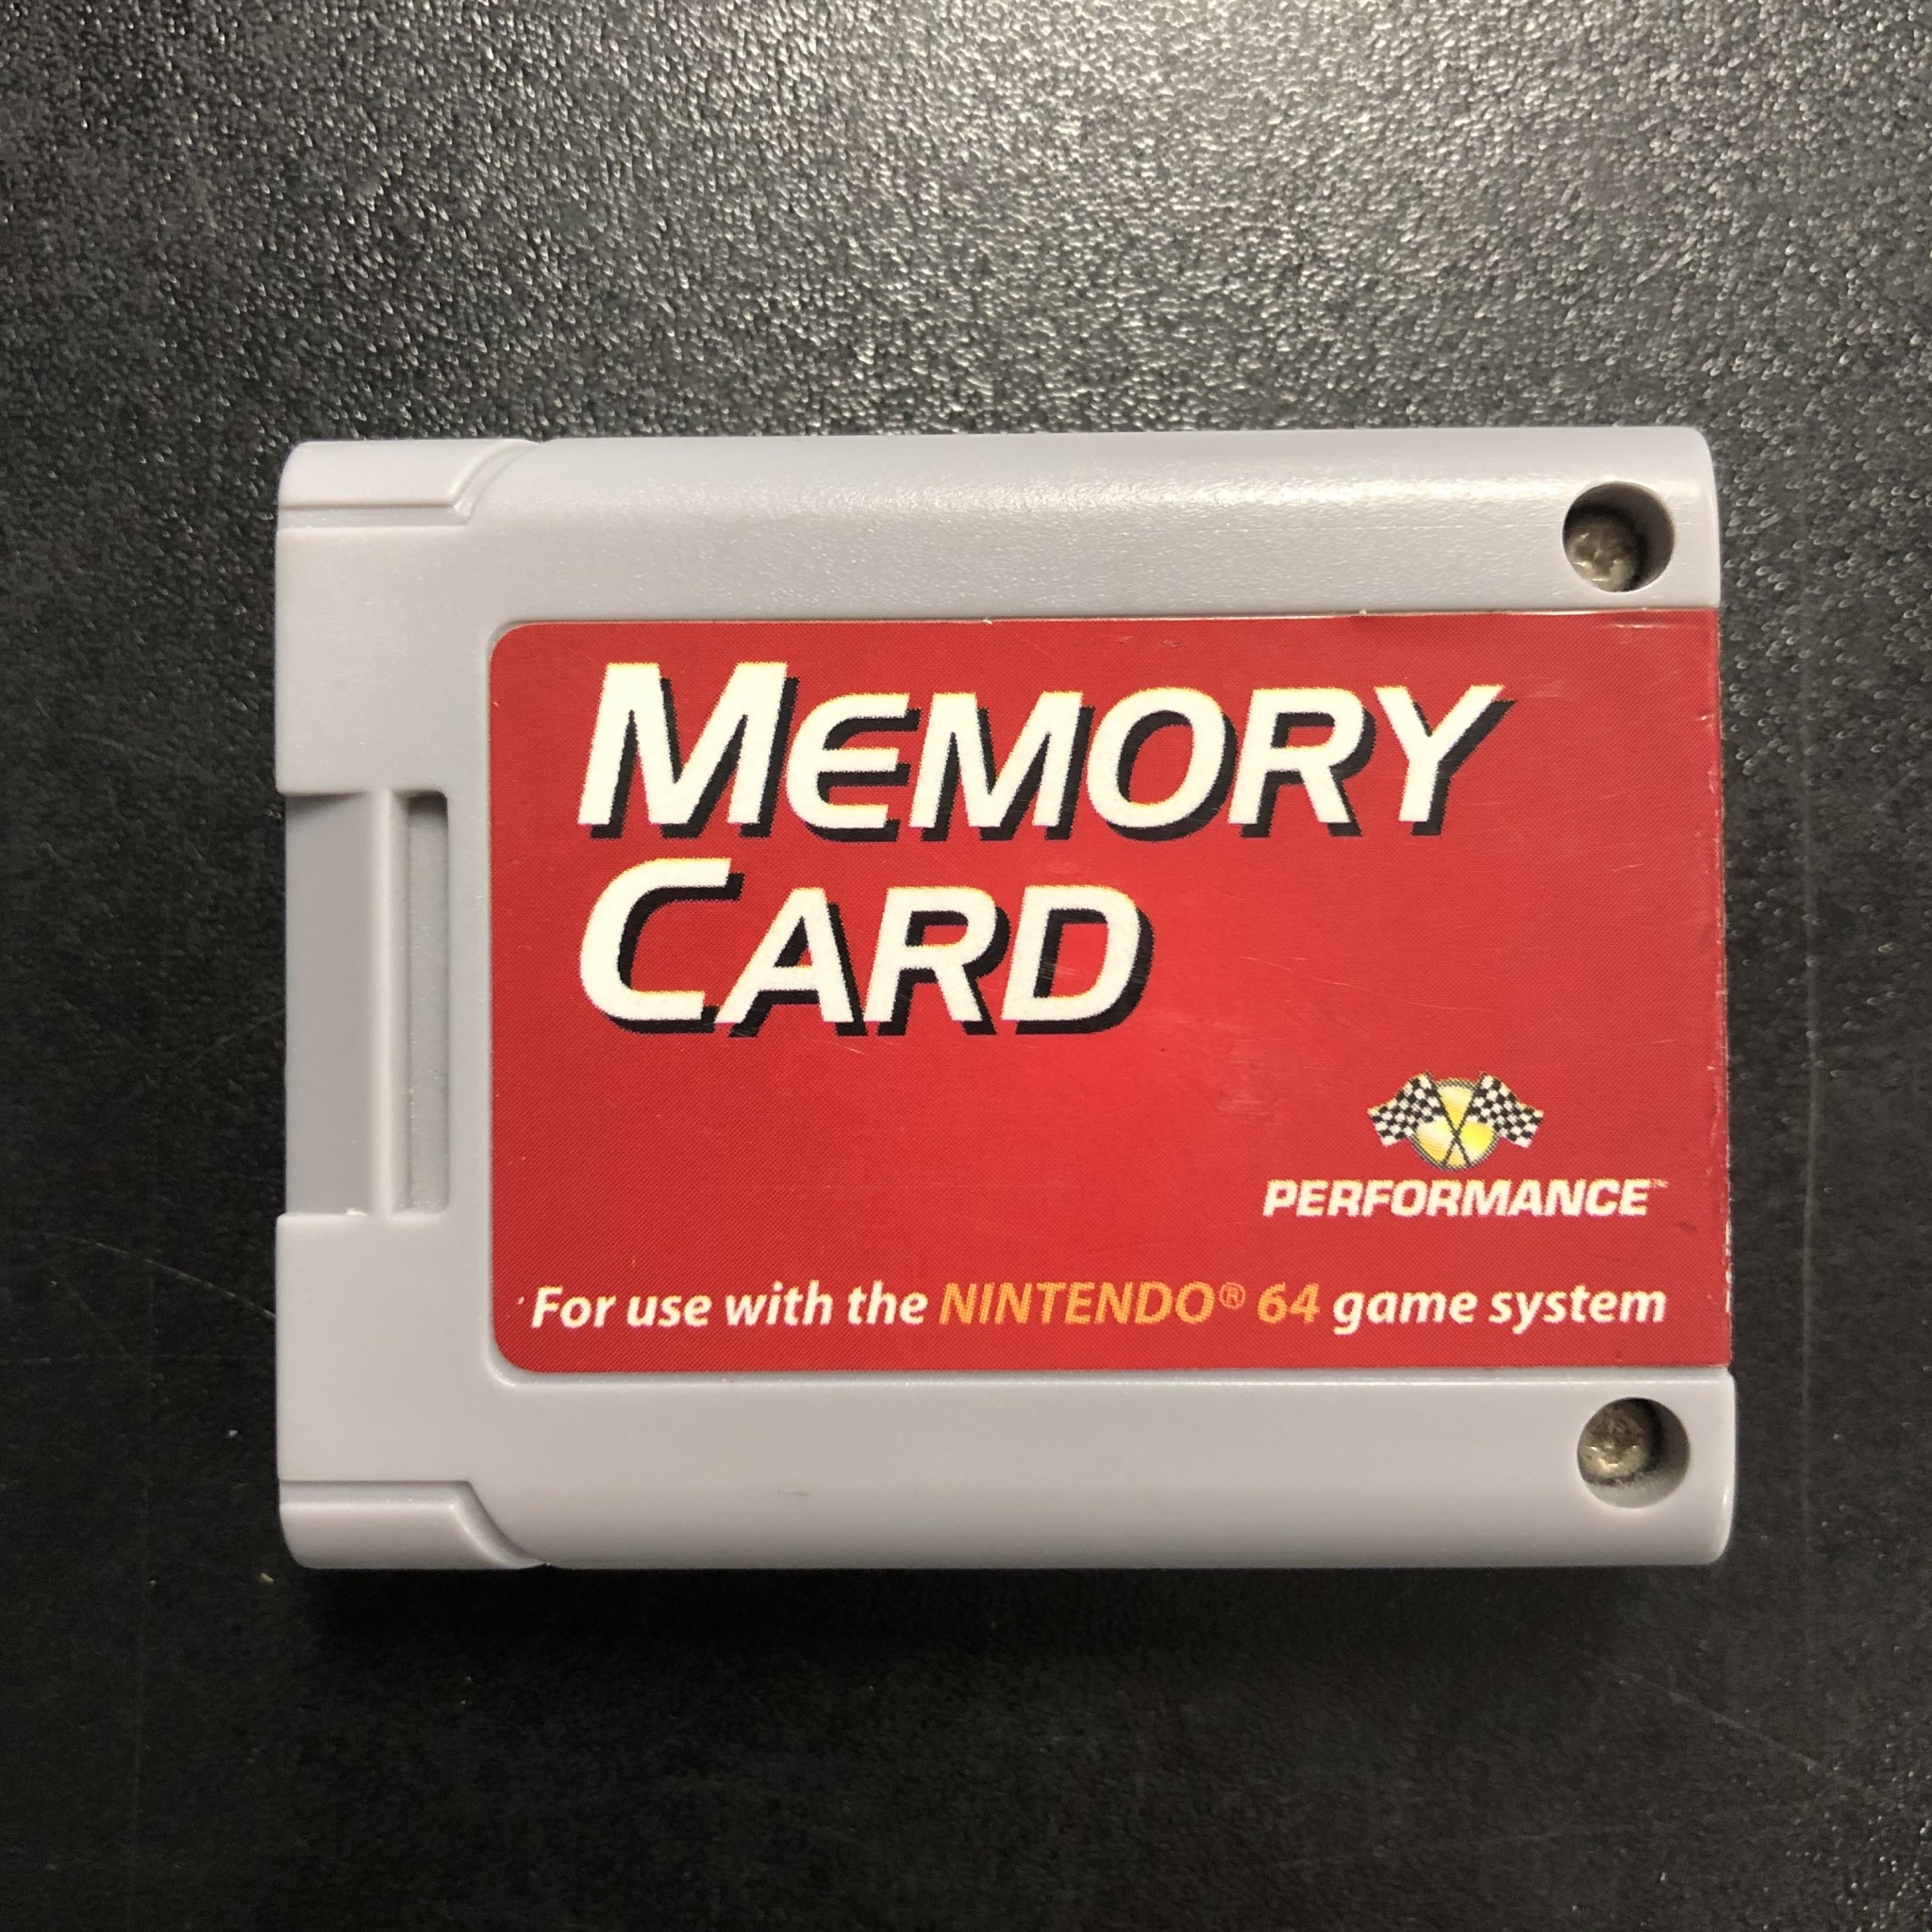 MEMORY
CARD
PERFORMANCE™
For use with the NINTENDO® 64 game system